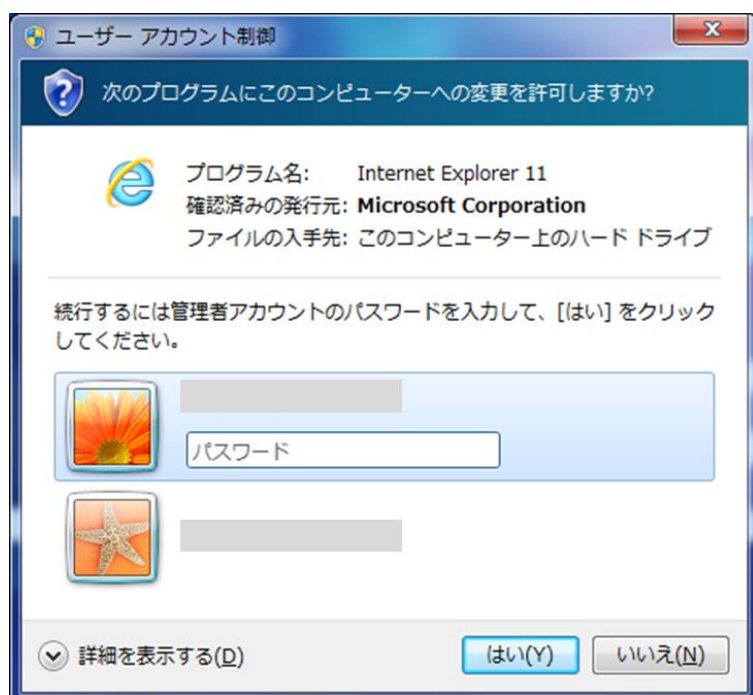 ユーザー アカウント制御
次のプログラムにこのコンピューターへの変更を許可しますか?
プログラム名: Internet Explorer 11
確認済みの発行元: Microsoft Corporation
ファイルの入手先: このコンピューター上のハード ドライブ
続行するには管理者アカウントのパスワードを入力して、[はい] をクリック
してください。
パスワード
詳細を表示する(D)
はい(Y)
いいえ(N)